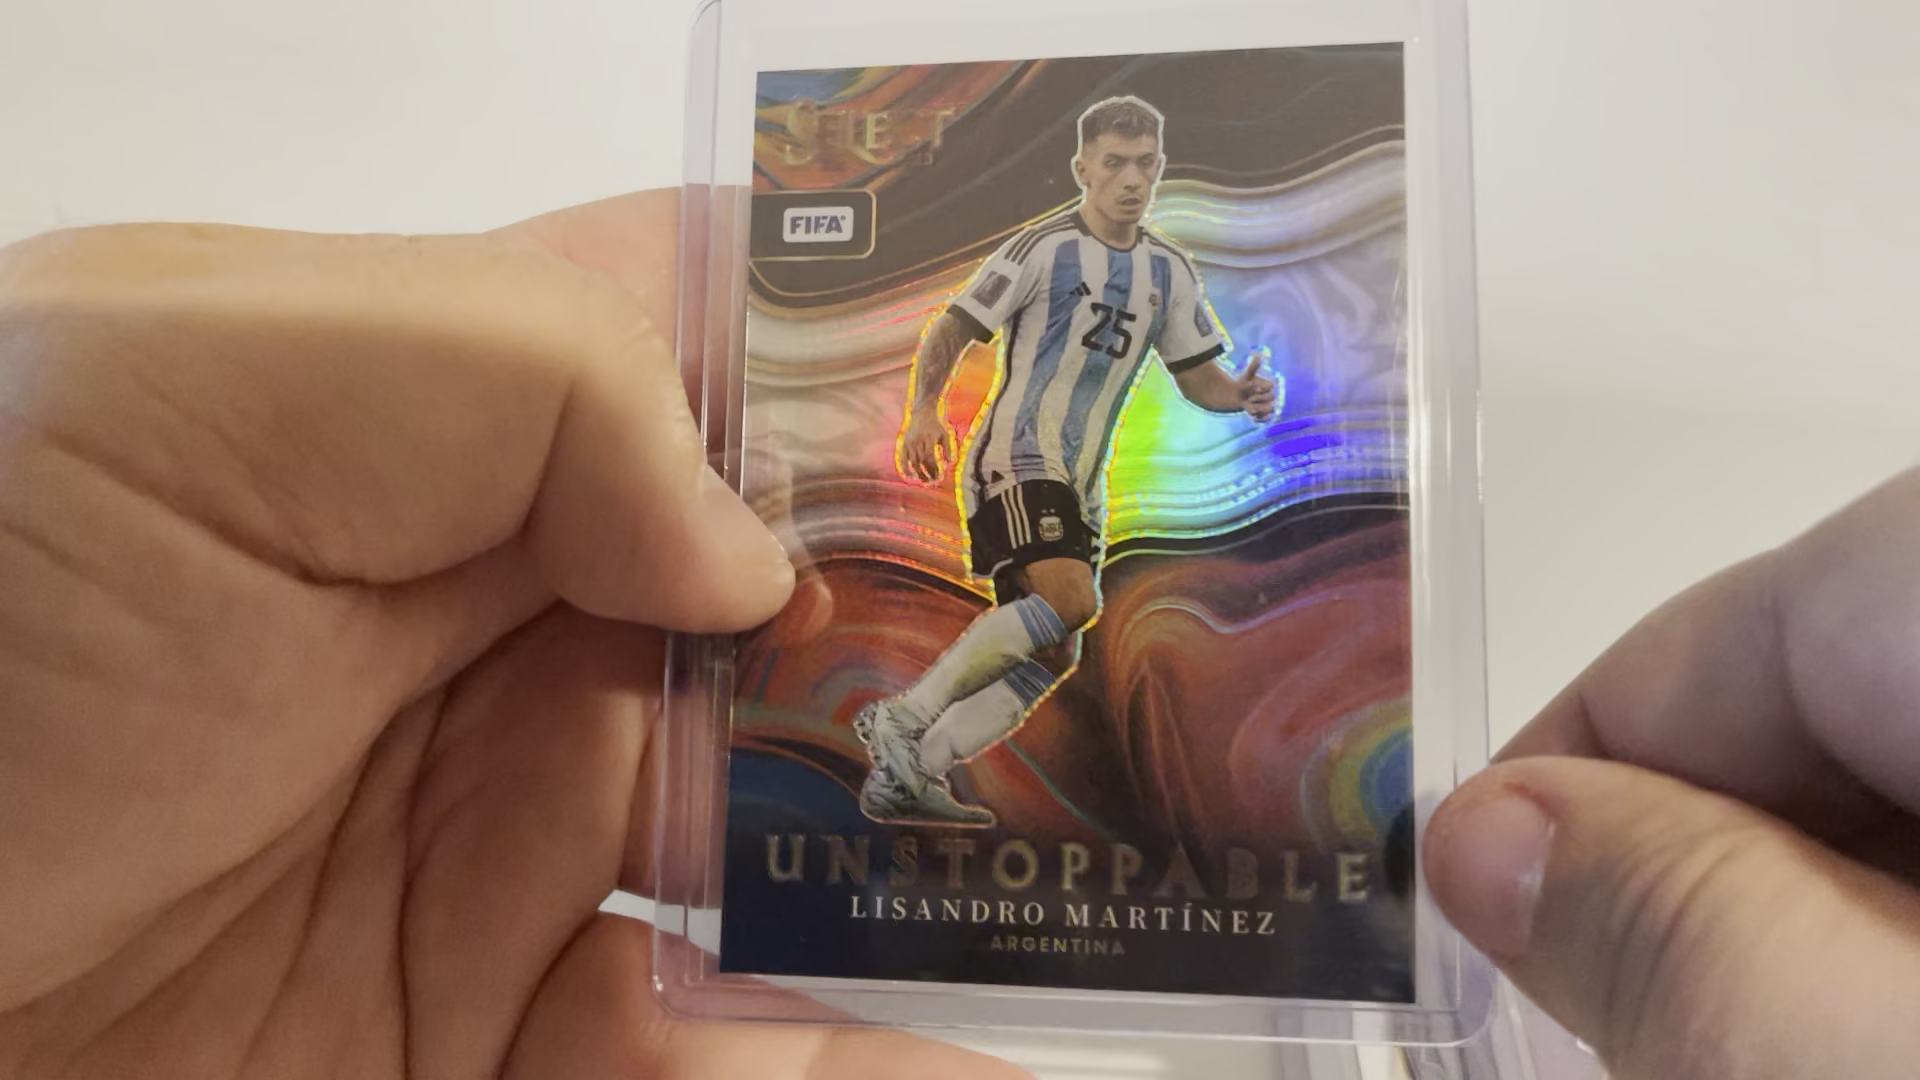 SELECT
FIFA
25
UNSTOPPABLE
LISANDRO MARTÍNEZ
ARGENTINA